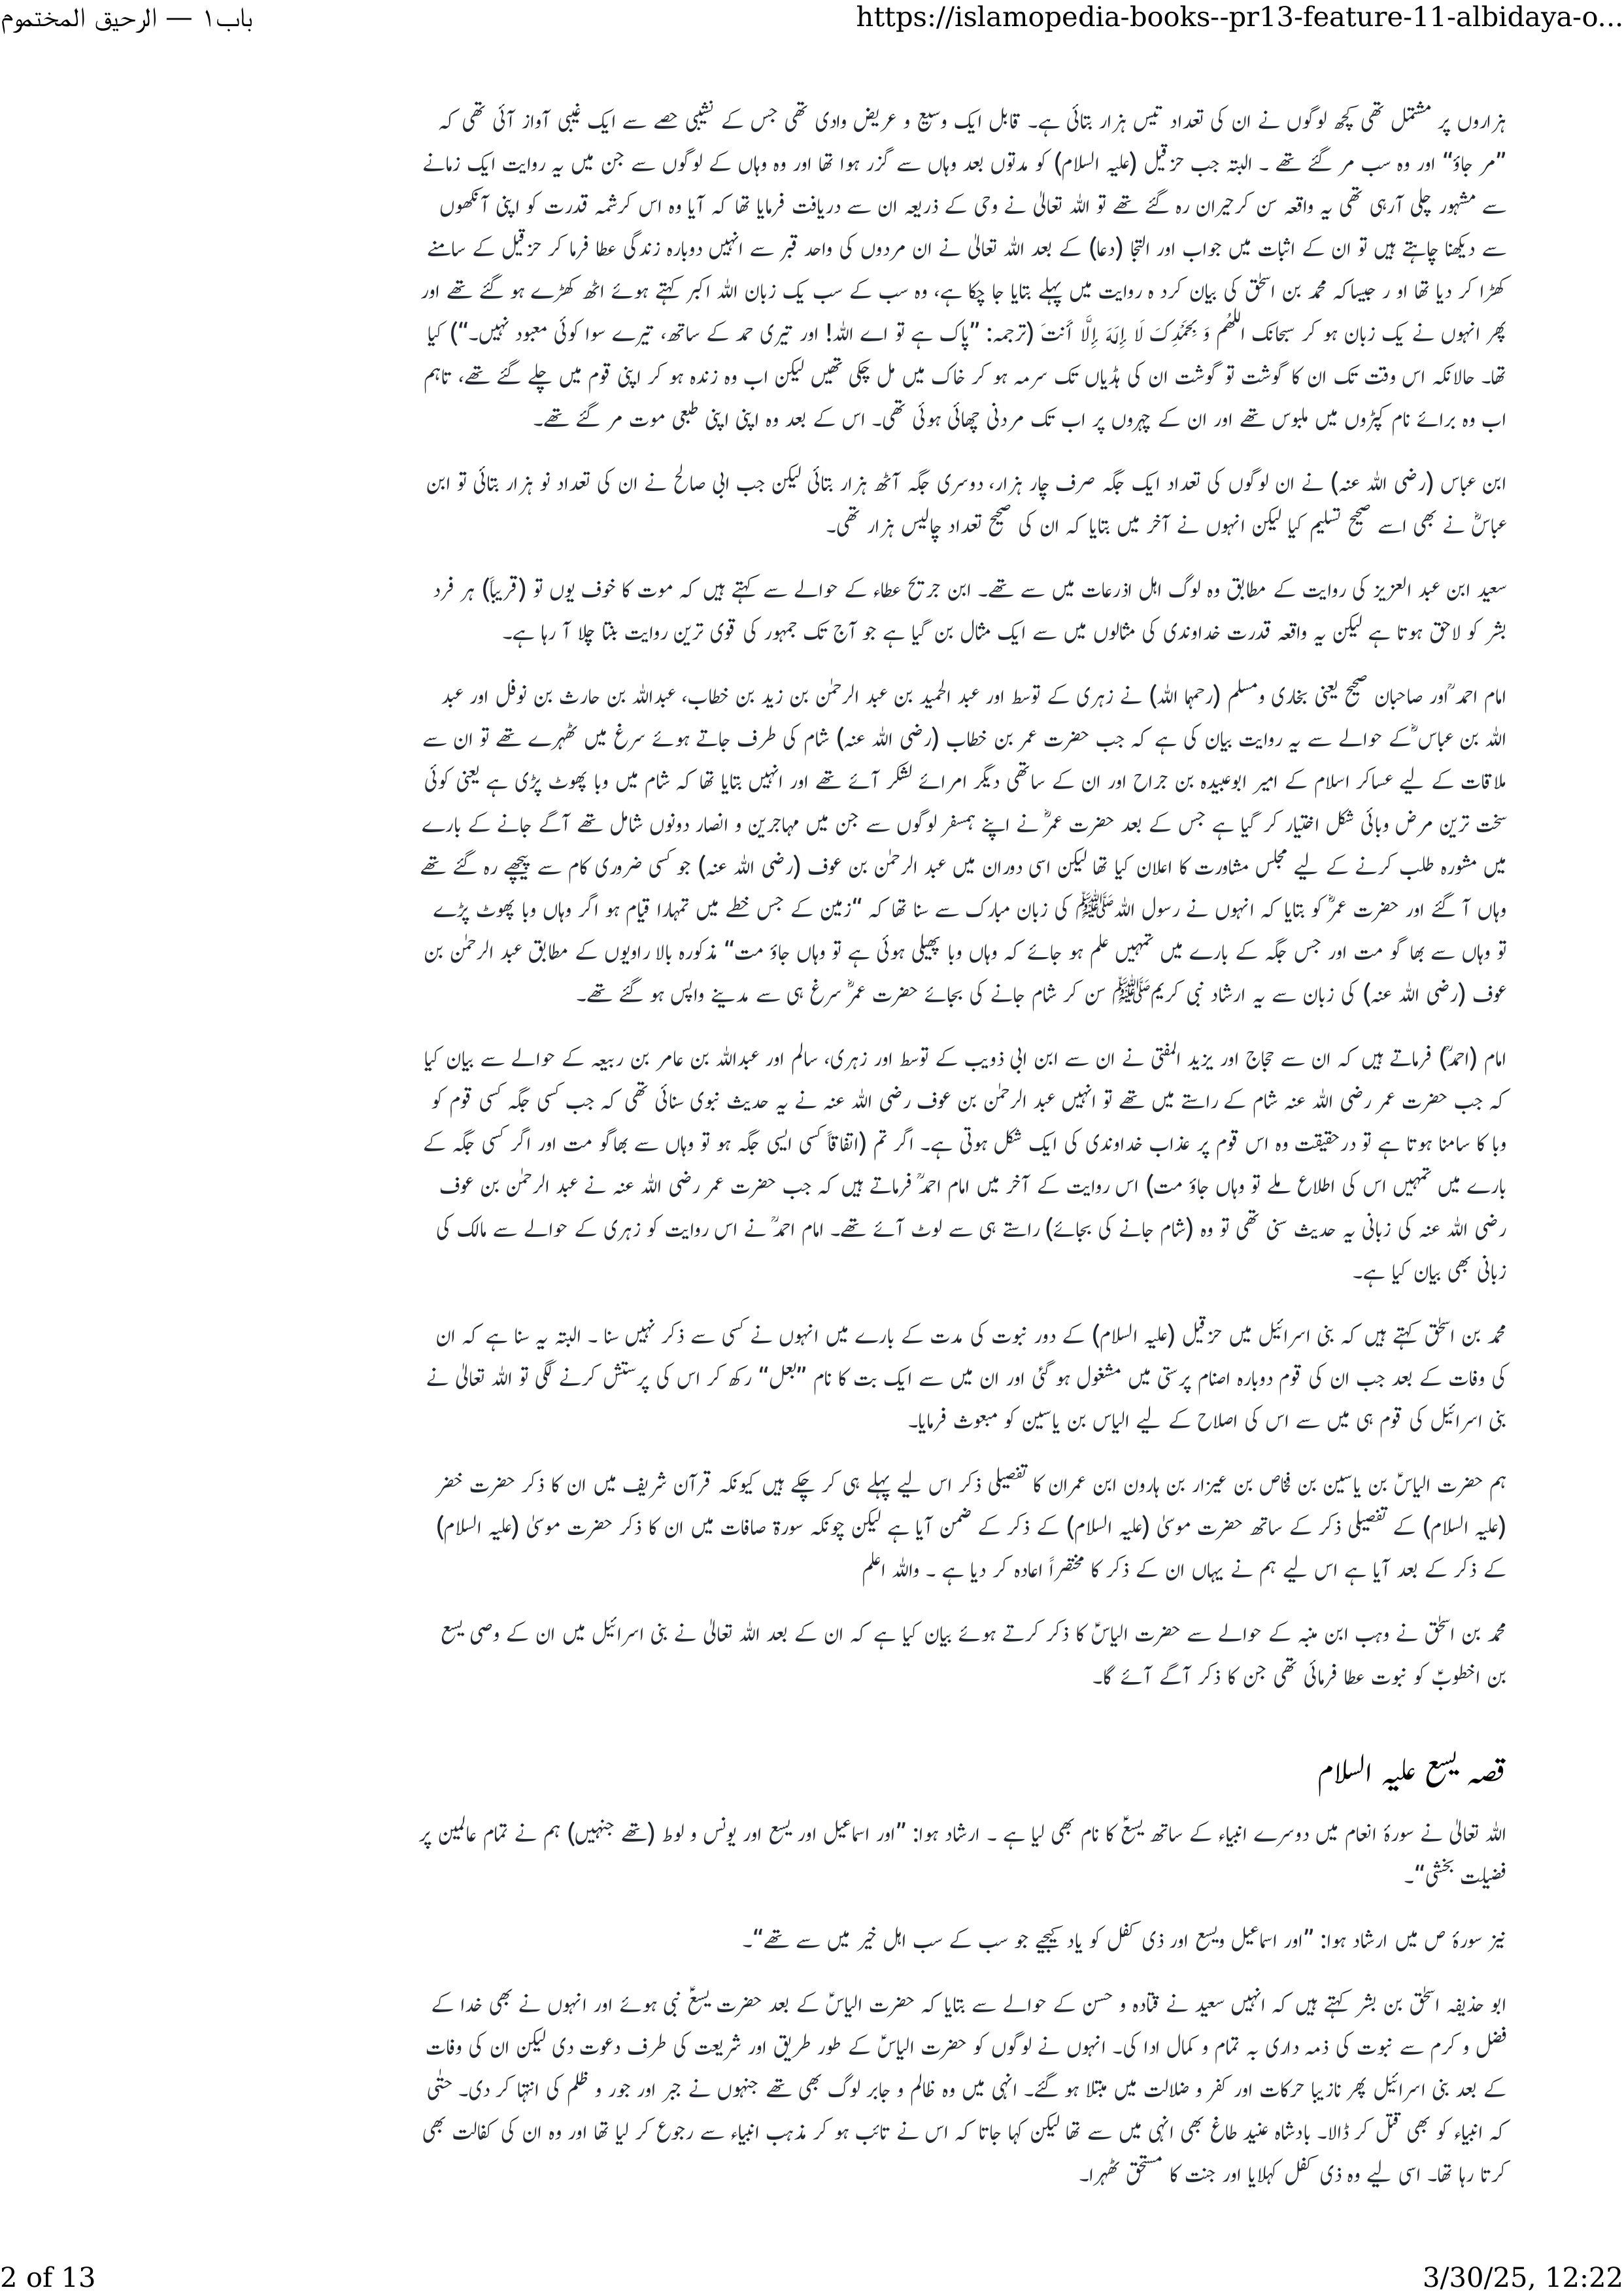 باب۱ — الرحیق المختموم
https://islamopedia-books--pr13-feature-11-albidaya-o…
ہزاروں پر مشتمل تھی کچھ لوگوں نے ان کی تعداد تیس ہزار بتائی ہے۔ قابل ایک وسیع و عریض وادی تھی جس کے نشیبی حصے سے ایک غیبی آواز آئی تھی کہ
”مر جاؤ“ اور وہ سب مر گئے تھے ۔ البتہ جب حزقیل (علیہ السلام) کو مدتوں بعد وہاں سے گزر ہوا تھا اور وہ وہاں کے لوگوں سے جن میں یہ روایت ایک زمانے
سے مشہور چلی آرہی تھی یہ واقعہ سن کرحیران رہ گئے تھے تو اللہ تعالیٰ نے وحی کے ذریعہ ان سے دریافت فرمایا تھا کہ آیا وہ اس کرشمہ قدرت کو اپنی آنکھوں
سے دیکھنا چاہتے ہیں تو ان کے اثبات میں جواب اور التجا (دعا) کے بعد اللہ تعالیٰ نے ان مردوں کی واحد قبر سے انہیں دوبارہ زندگی عطا فرما کر حزقیل کے سامنے
کھڑا کر دیا تھا او ر جیساکہ محمد بن اسحٰق کی بیان کرد ہ روایت میں پہلے بتایا جا چکا ہے، وہ سب کے سب یک زبان اللہ اکبر کہتے ہوئے اٹھ کھڑے ہو گئے تھے اور
پھر انہوں نے یک زبان ہو کر سبحانک اللھُم وَ بِحَمْدِکَ لَا إِلَهَ إِلَّا أَنتَ (ترجمہ: ”پاک ہے تو اے اللہ! اور تیری حمد کے ساتھ، تیرے سوا کوئی معبود نہیں۔“) کیا
تھا۔ حالانکہ اس وقت تک ان کا گوشت تو گوشت ان کی ہڈیاں تک سرمہ ہو کر خاک میں مل چکی تھیں لیکن اب وہ زندہ ہو کر اپنی قوم میں چلے گئے تھے، تاہم
اب وہ برائے نام کپڑوں میں ملبوس تھے اور ان کے چہروں پر اب تک مردنی چھائی ہوئی تھی۔ اس کے بعد وہ اپنی اپنی طبعی موت مر گئے تھے۔
ابن عباس (رضی اللہ عنہ) نے ان لوگوں کی تعداد ایک جگہ صرف چار ہزار، دوسری جگہ آٹھ ہزار بتائی لیکن جب ابی صالح نے ان کی تعداد نو ہزار بتائی تو ابن
عباسؓ نے بھی اسے صحیح تسلیم کیا لیکن انہوں نے آخر میں بتایا کہ ان کی صحیح تعداد چالیس ہزار تھی۔
سعید ابن عبد العزیز کی روایت کے مطابق وہ لوگ اہل اذرعات میں سے تھے۔ ابن جریح عطاء کے حوالے سے کہتے ہیں کہ موت کا خوف یوں تو (قریباً) ہر فرد
بشر کو لاحق ہوتا ہے لیکن یہ واقعہ قدرت خداوندی کی مثالوں میں سے ایک مثال بن گیا ہے جو آج تک جمہور کی قوی ترین روایت بنتا چلا آ رہا ہے۔
امام احمد ؒاور صاحبان صحیح یعنی بخاری ومسلم (رحمہا اللہ) نے زہری کے توسط اور عبد الحمید بن عبد الرحمٰن بن زید بن خطاب، عبداللہ بن حارث بن نوفل اور عبد
اللہ بن عباس ؓکے حوالے سے یہ روایت بیان کی ہے کہ جب حضرت عمر بن خطاب (رضی اللہ عنہ) شام کی طرف جاتے ہوئے سرغ میں ٹھہرے تھے تو ان سے
ملاقات کے لیے عساکر اسلام کے امیر ابوعبیدہ بن جراح اور ان کے ساتھی دیگر امرائے لشکر آئے تھے اور انہیں بتایا تھا کہ شام میں وبا پھوٹ پڑی ہے یعنی کوئی
سخت ترین مرض وبائی شکل اختیار کر گیا ہے جس کے بعد حضرت عمرؓ نے اپنے ہمسفر لوگوں سے جن میں مہاجرین و انصار دونوں شامل تھے آگے جانے کے بارے
میں مشورہ طلب کرنے کے لیے مجلس مشاورت کا اعلان کیا تھا لیکن اسی دوران میں عبد الرحمٰن بن عوف (رضی اللہ عنہ) جو کسی ضروری کام سے پیچھے رہ گئے تھے
وہاں آ گئے اور حضرت عمرؓ کو بتایا کہ انہوں نے رسول اللہﷺ کی زبان مبارک سے سنا تھا کہ “زمین کے جس خطے میں تمہارا قیام ہو اگر وہاں وبا پھوٹ پڑے
تو وہاں سے بھا گو مت اور جس جگہ کے بارے میں تمہیں علم ہو جائے کہ وہاں وبا پھیلی ہوئی ہے تو وہاں جاؤ مت“ مذکورہ بالا راویوں کے مطابق عبد الرحمٰن بن
عوف (رضی اللہ عنہ) کی زبان سے یہ ارشاد نبی کریمﷺ سن کر شام جانے کی بجائے حضرت عمرؓ سرغ ہی سے مدینے واپس ہو گئے تھے۔
امام (احمدؒ) فرماتے ہیں کہ ان سے حجاج اور یزید المفتی نے ان سے ابن ابی ذویب کے توسط اور زہری، سالم اور عبداللہ بن عامر بن ربیعہ کے حوالے سے بیان کیا
کہ جب حضرت عمر رضی اللہ عنہ شام کے راستے میں تھے تو انہیں عبد الرحمٰن بن عوف رضی اللہ عنہ نے یہ حدیث نبوی سنائی تھی کہ جب کسی جگہ کسی قوم کو
وبا کا سامنا ہوتا ہے تو درحقیقت وہ اس قوم پر عذاب خداوندی کی ایک شکل ہوتی ہے۔ اگر تم (اتفاقاً کسی ایسی جگہ ہو تو وہاں سے بھاگو مت اور اگر کسی جگہ کے
بارے میں تمہیں اس کی اطلاع ملے تو وہاں جاؤ مت) اس روایت کے آخر میں امام احمدؒ فرماتے ہیں کہ جب حضرت عمر رضی اللہ عنہ نے عبد الرحمٰن بن عوف
رضی اللہ عنہ کی زبانی یہ حدیث سنی تھی تو وہ (شام جانے کی بجائے) راستے ہی سے لوٹ آئے تھے۔ امام احمدؒ نے اس روایت کو زہری کے حوالے سے مالک کی
زبانی بھی بیان کیا ہے۔
محمد بن اسحٰق کہتے ہیں کہ بنی اسرائیل میں حزقیل (علیہ السلام) کے دور نبوت کی مدت کے بارے میں انہوں نے کسی سے ذکر نہیں سنا ۔ البتہ یہ سنا ہے کہ ان
کی وفات کے بعد جب ان کی قوم دوبارہ اصنام پرستی میں مشغول ہو گئی اور ان میں سے ایک بت کا نام ”بعل“ رکھ کر اس کی پرستش کرنے لگی تو اللہ تعالیٰ نے
بنی اسرائیل کی قوم ہی میں سے اس کی اصلاح کے لیے الیاس بن یاسین کو مبعوث فرمایا۔
ہم حضرت الیاسؑ بن یاسین بن فخاص بن عیزار بن ہارون ابن عمران کا تفصیلی ذکر اس لیے پہلے ہی کر چکے ہیں کیونکہ قرآن شریف میں ان کا ذکر حضرت خضر
(علیہ السلام) کے تفصیلی ذکر کے ساتھ حضرت موسیٰ (علیہ السلام) کے ذکر کے ضمن آیا ہے لیکن چونکہ سورۃ صافات میں ان کا ذکر حضرت موسیٰ (علیہ السلام)
کے ذکر کے بعد آیا ہے اس لیے ہم نے یہاں ان کے ذکر کا مختصراً اعادہ کر دیا ہے ۔ واللہ اعلم
محمد بن اسحٰق نے وہب ابن منبہ کے حوالے سے حضرت الیاسؑ کا ذکر کرتے ہوئے بیان کیا ہے کہ ان کے بعد اللہ تعالیٰ نے بنی اسرائیل میں ان کے وصی یسع
بن اخطوبؑ کو نبوت عطا فرمائی تھی جن کا ذکر آگے آئے گا۔
قصہ یسع علیہ السلام
اللہ تعالیٰ نے سورۂ انعام میں دوسرے انبیاء کے ساتھ یسعؑ کا نام بھی لیا ہے ۔ ارشاد ہوا: ”اور اسماعیل اور یسع اور یونس و لوط (تھے جنہیں) ہم نے تمام عالمین پر
فضیلت بخشی“۔
نیز سورۂ ص میں ارشاد ہوا: ”اور اسماعیل ویسع اور ذی کفل کو یاد کیجیے جو سب کے سب اہل خیر میں سے تھے“۔
ابو حذیفہ اسحٰق بن بشر کہتے ہیں کہ انہیں سعید نے قتادہ و حسن کے حوالے سے بتایا کہ حضرت الیاسؑ کے بعد حضرت یسعؑ نبی ہوئے اور انہوں نے بھی خدا کے
فضل و کرم سے نبوت کی ذمہ داری بہ تمام و کمال ادا کی۔ انہوں نے لوگوں کو حضرت الیاسؑ کے طور طریق اور شریعت کی طرف دعوت دی لیکن ان کی وفات
کے بعد بنی اسرائیل پھر نازیبا حرکات اور کفر و ضلالت میں مبتلا ہو گئے۔ انہی میں وہ ظالم و جابر لوگ بھی تھے جنہوں نے جبر اور جور و ظلم کی انتہا کر دی۔ حتٰی
کہ انبیاء کو بھی قتل کر ڈالا۔ بادشاہ عنید طاغ بھی انہی میں سے تھا لیکن کہا جاتا کہ اس نے تائب ہو کر مذہب انبیاء سے رجوع کر لیا تھا اور وہ ان کی کفالت بھی
کرتا رہا تھا۔ اسی لیے وہ ذی کفل کہلایا اور جنت کا مستحق ٹھہرا۔
2 of 13
3/30/25, 12:22